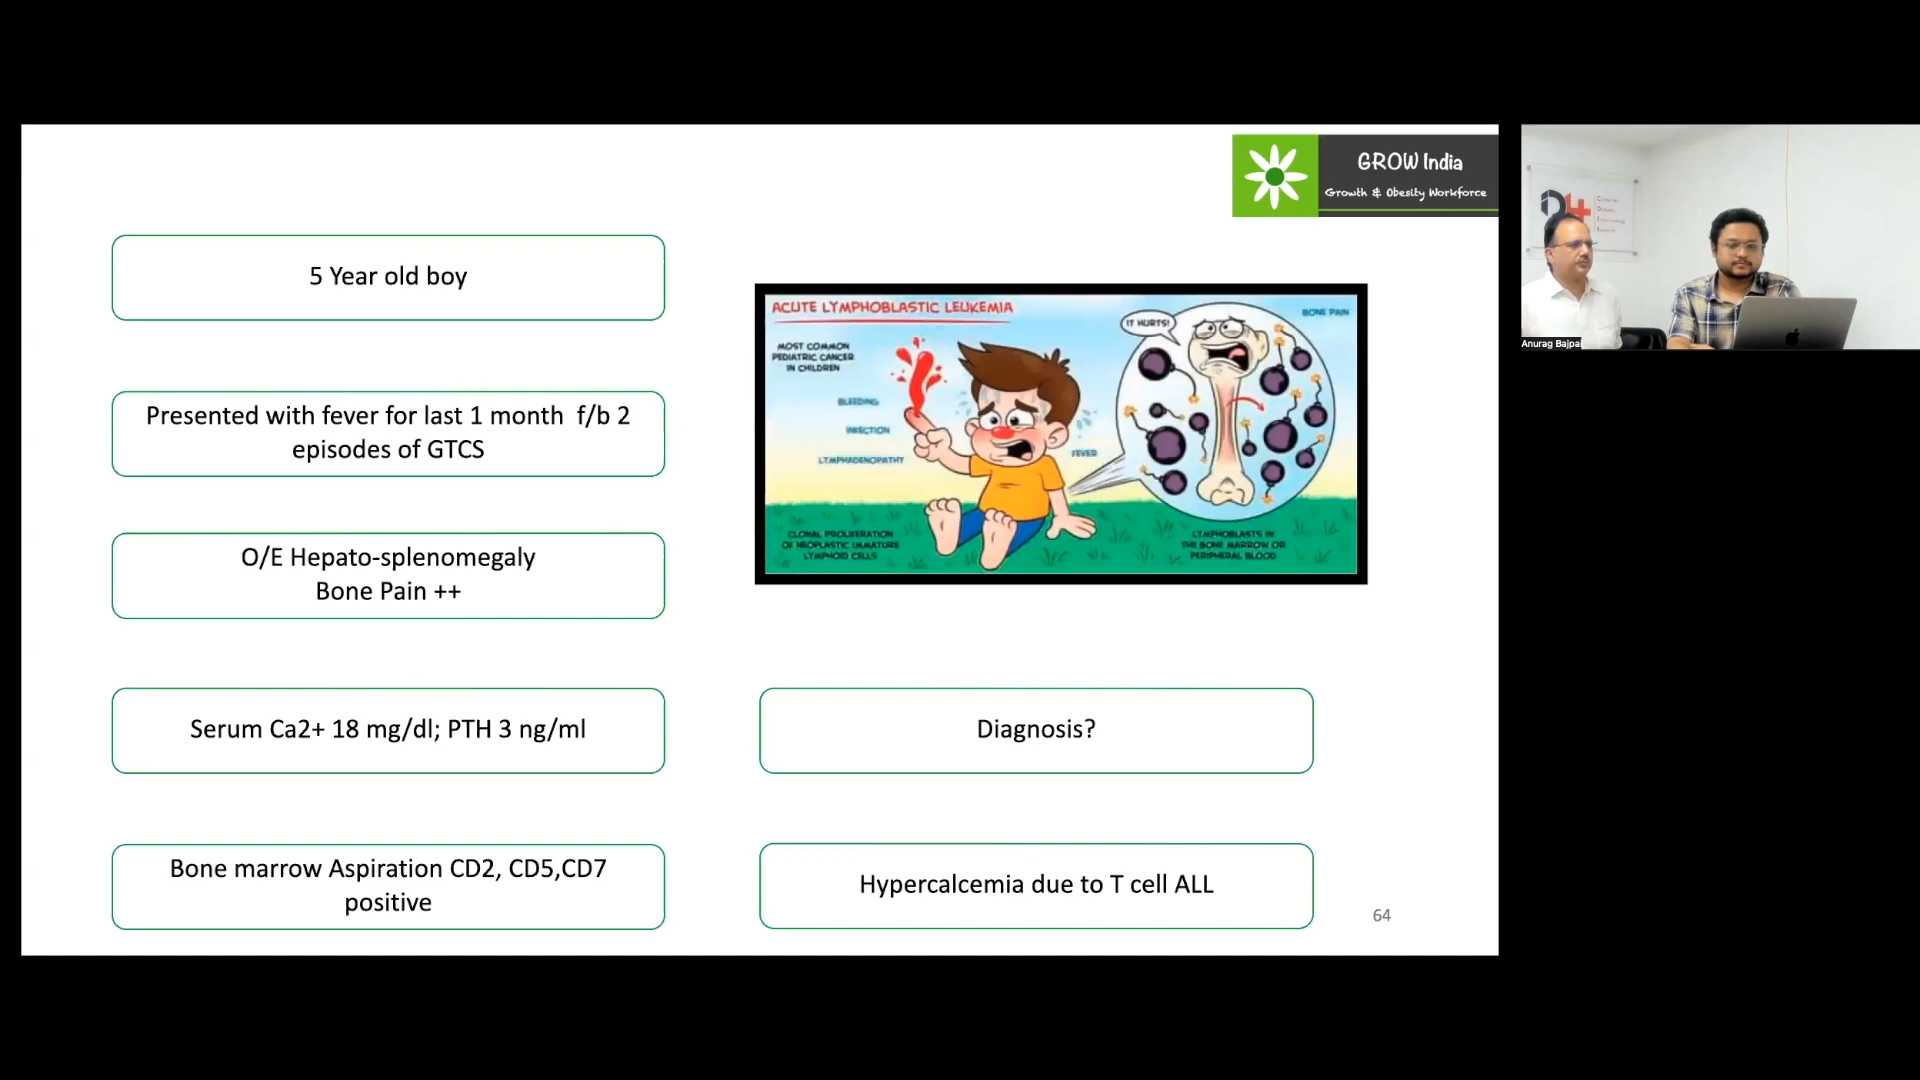 GROW India
Growth & Obesity Workforce
5 Year old boy
Presented with fever for last 1 month f/b 2
episodes of GTCS
O/E Hepato-splenomegaly
Bone Pain ++
Serum Ca2+ 18 mg/dl; PTH 3 ng/ml
Bone marrow Aspiration CD2, CD5,CD7
positive
ACUTE LYMPHOBLASTIC LEUKEMIA
MOST COMMON
PEDIATRIC CANCER
IN CHILDREN
BLEEDING
INFECTION
LYMPHADENOPATHY
FEVER
IT HURTS!
BONE PAIN
CLONAL PROLIFERATION
OF NEOPLASTIC IMMATURE
LYMPHOID CELLS
LYMPHOBLASTS IN
THE BONE MARROW OR
PERIPHERAL BLOOD
Diagnosis?
Hypercalcemia due to T cell ALL
64
Anurag Bajpai